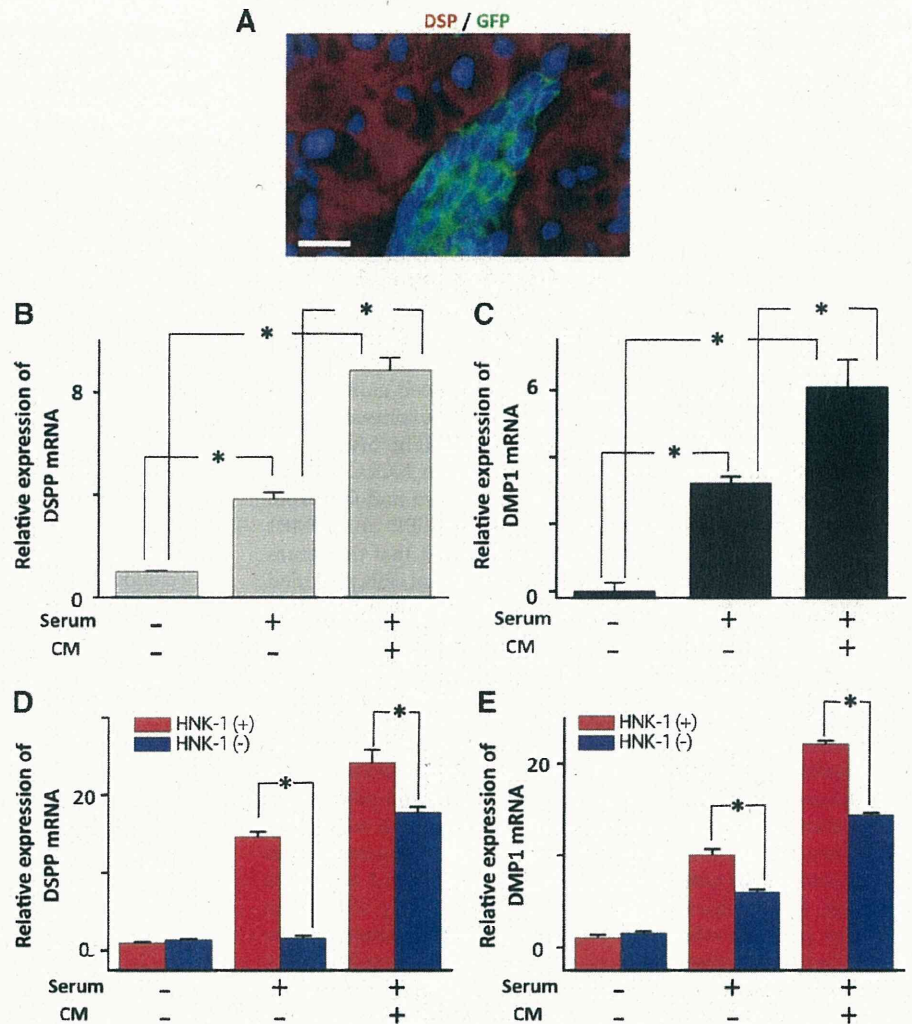 A
DSP / GFP
B
Relative expression of
DSPP mRNA
8
0
* * *
Serum - + +
CM - - +
C
Relative expression of
DMP1 mRNA
6
0
* * *
Serum - + +
CM - - +
D
HNK-1 (+)
HNK-1 (-)
Relative expression of
DSPP mRNA
20
0
* *
Serum - + +
CM - - +
E
HNK-1 (+)
HNK-1 (-)
Relative expression of
DMP1 mRNA
20
0
* *
Serum - + +
CM - - +